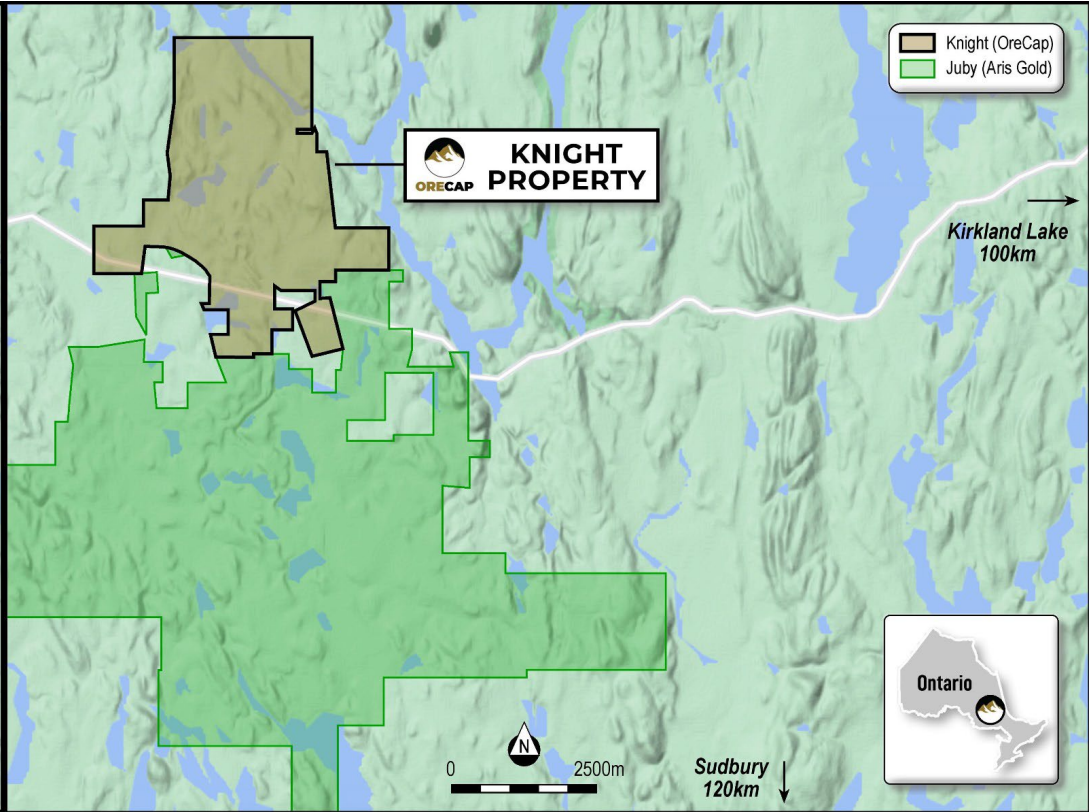 Knight (OreCap)
Juby (Aris Gold)
ORECAP
KNIGHT
PROPERTY
Kirkland Lake
100km
Ontario
N
0 2500m
Sudbury
120km